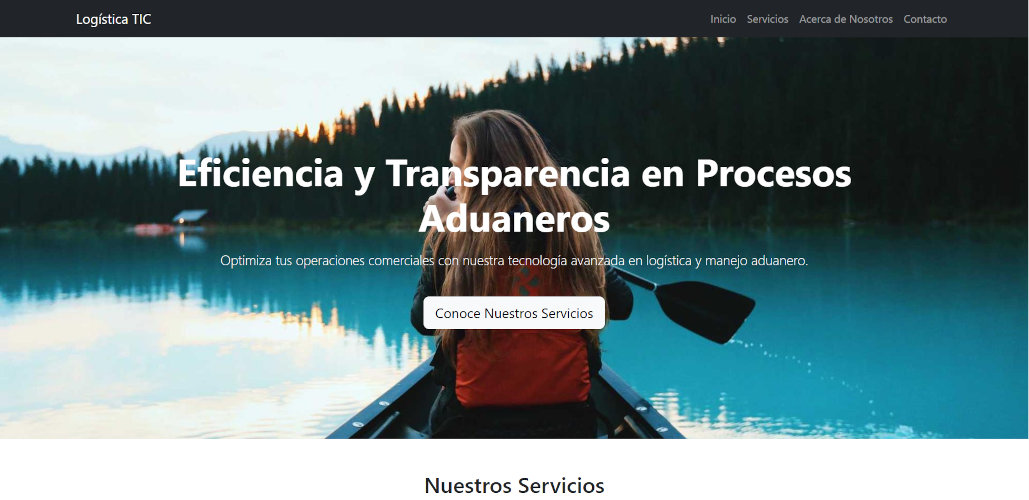 Logística TIC
Inicio Servicios Acerca de Nosotros Contacto
Eficiencia y Transparencia en Procesos
Aduaneros
Optimiza tus operaciones comerciales con nuestra tecnología avanzada en logística y manejo aduanero.
Conoce Nuestros Servicios
Nuestros Servicios